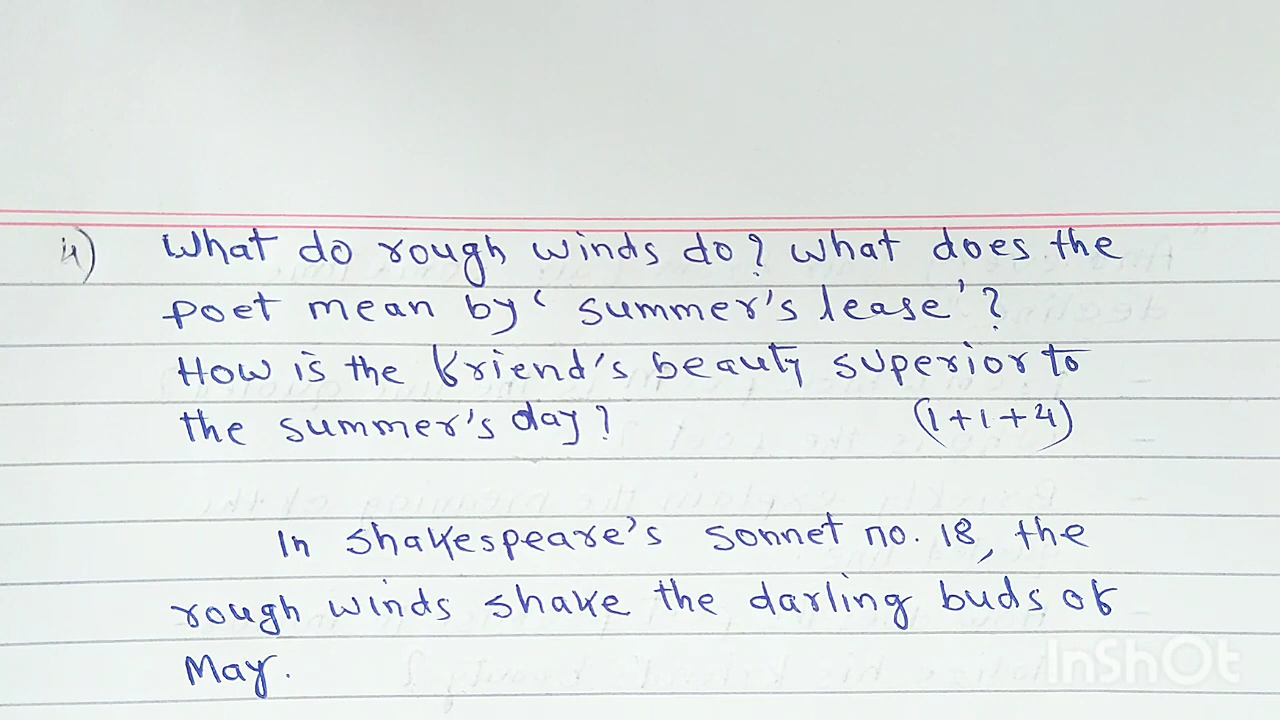 4) What do rough winds do? What does the
poet mean by 'summer's lease'?
How is the friend's beauty superior to
the summer's day? (1+1+4)
In Shakespeare's sonnet no. 18, the
rough winds shake the darling buds of
May.
InShOt